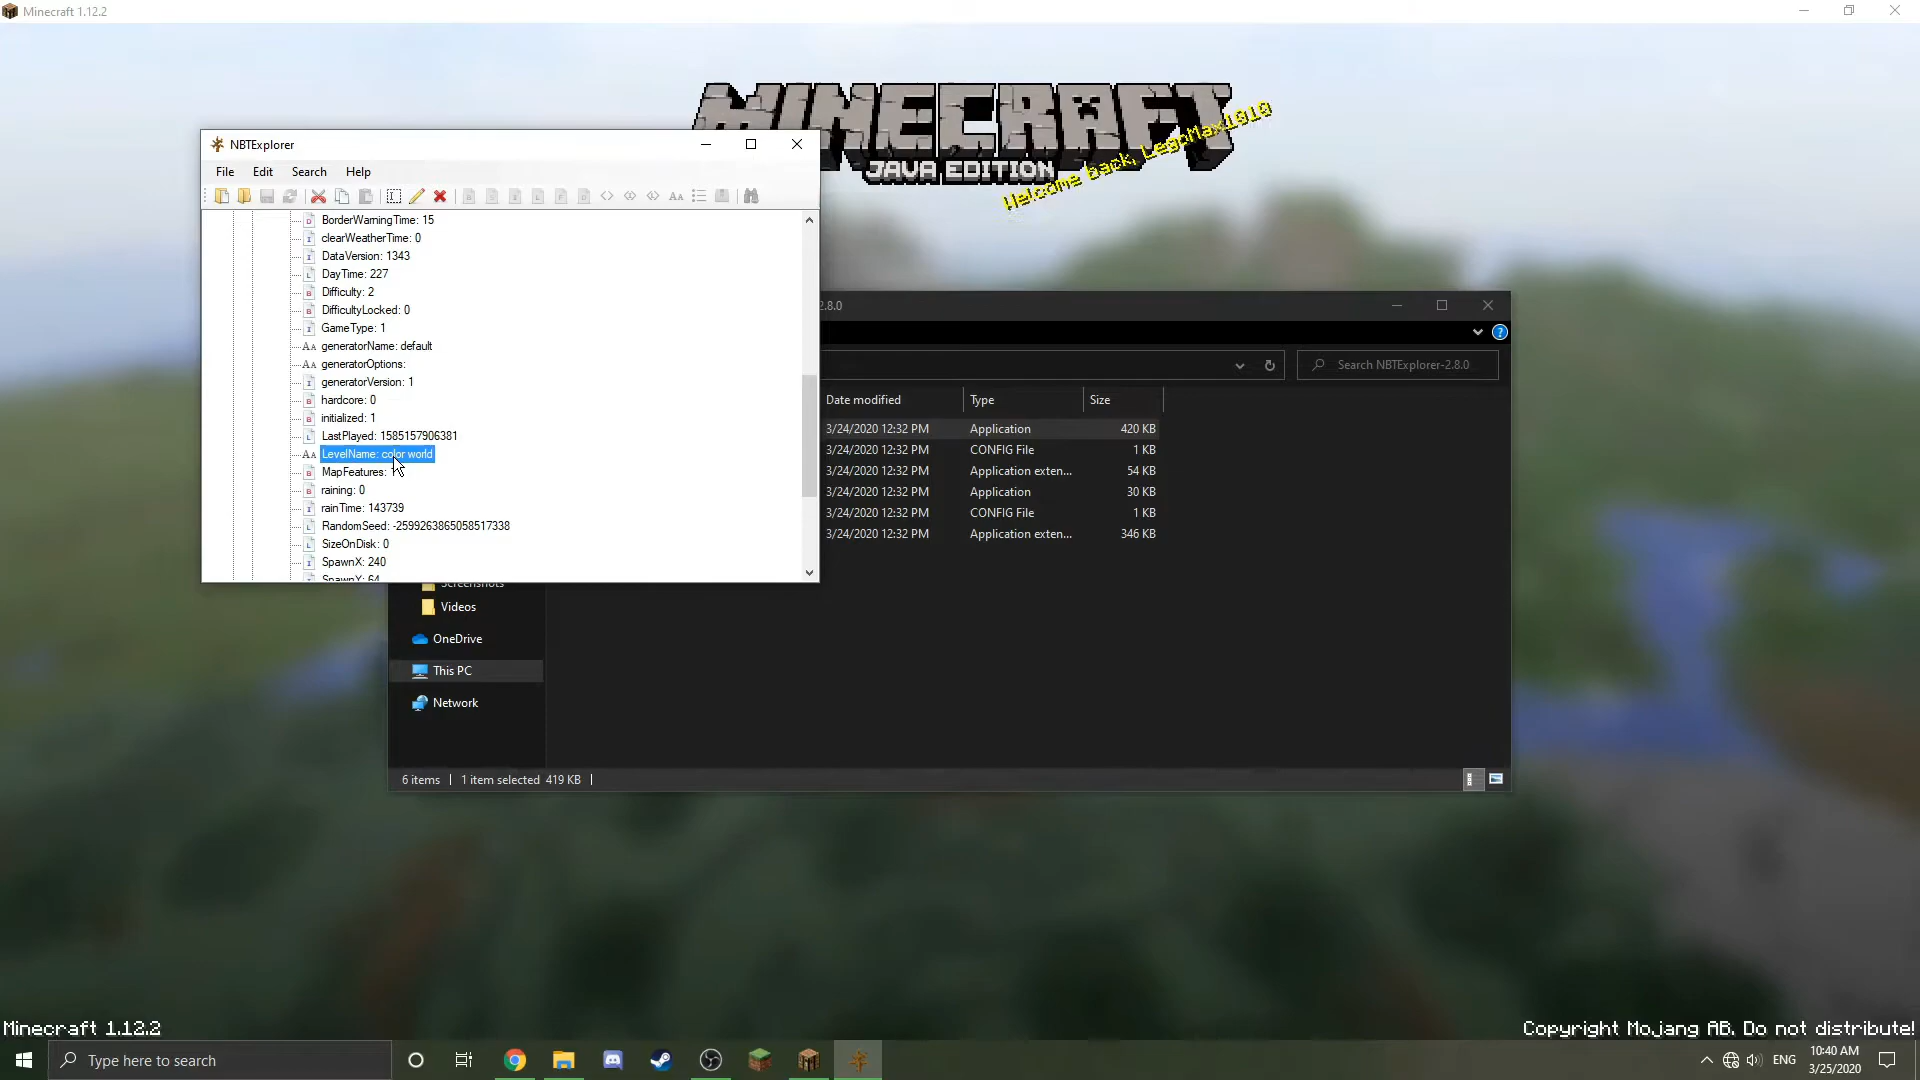 Minecraft 1.12.2
MINECRAFT
JAVA EDITION
Welcome back, LegoMax1010
NBTExplorer
File Edit Search Help
BorderWarningTime: 15
clearWeatherTime: 0
DataVersion: 1343
DayTime: 227
Difficulty: 2
DifficultyLocked: 0
GameType: 1
generatorName: default
generatorOptions:
generatorVersion: 1
hardcore: 0
initialized: 1
LastPlayed: 1585157906381
LevelName: color world
MapFeatures:
raining: 0
rainTime: 143739
RandomSeed: -2599263865058517338
SizeOnDisk: 0
SpawnX: 240
SpawnY: 64
2.8.0
Search NBTExplorer-2.8.0
Date modified Type Size
3/24/2020 12:32 PM Application 420 KB
3/24/2020 12:32 PM CONFIG File 1 KB
3/24/2020 12:32 PM Application exten... 54 KB
3/24/2020 12:32 PM Application 30 KB
3/24/2020 12:32 PM CONFIG File 1 KB
3/24/2020 12:32 PM Application exten... 346 KB
Screenshots
Videos
OneDrive
This PC
Network
6 items 1 item selected 419 KB
Minecraft 1.12.2
Copyright Mojang AB. Do not distribute!
Type here to search
ENG
10:40 AM
3/25/2020